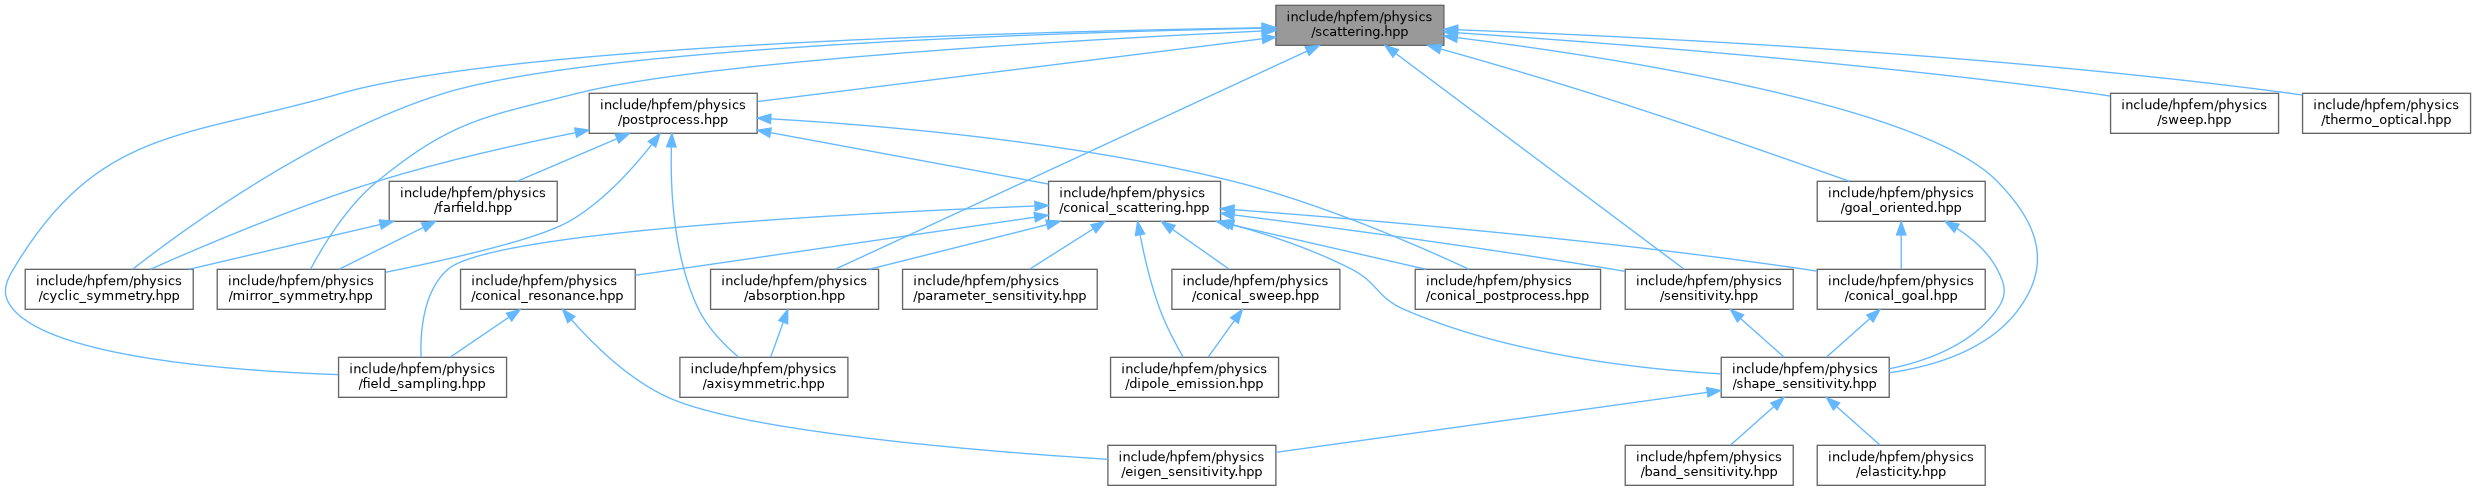 include/hpfem/physics
/scattering.hpp
include/hpfem/physics
/postprocess.hpp
include/hpfem/physics
/sweep.hpp
include/hpfem/physics
/thermo_optical.hpp
include/hpfem/physics
/farfield.hpp
include/hpfem/physics
/conical_scattering.hpp
include/hpfem/physics
/goal_oriented.hpp
include/hpfem/physics
/cyclic_symmetry.hpp
include/hpfem/physics
/mirror_symmetry.hpp
include/hpfem/physics
/conical_resonance.hpp
include/hpfem/physics
/absorption.hpp
include/hpfem/physics
/parameter_sensitivity.hpp
include/hpfem/physics
/conical_sweep.hpp
include/hpfem/physics
/conical_postprocess.hpp
include/hpfem/physics
/sensitivity.hpp
include/hpfem/physics
/conical_goal.hpp
include/hpfem/physics
/field_sampling.hpp
include/hpfem/physics
/axisymmetric.hpp
include/hpfem/physics
/dipole_emission.hpp
include/hpfem/physics
/shape_sensitivity.hpp
include/hpfem/physics
/eigen_sensitivity.hpp
include/hpfem/physics
/band_sensitivity.hpp
include/hpfem/physics
/elasticity.hpp